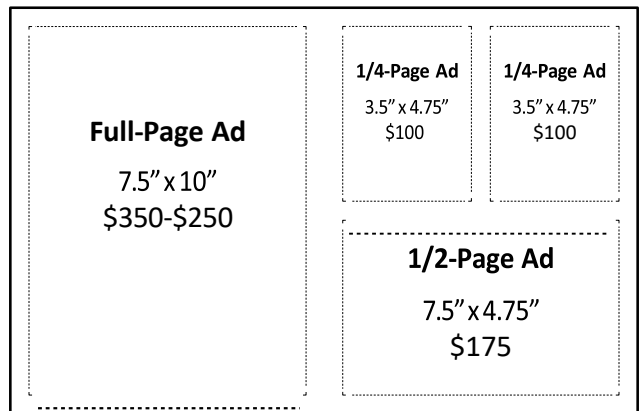 Full-Page Ad
7.5” x 10”
$350-$250
1/4-Page Ad
3.5” x 4.75”
$100
1/4-Page Ad
3.5” x 4.75”
$100
1/2-Page Ad
7.5” x 4.75”
$175